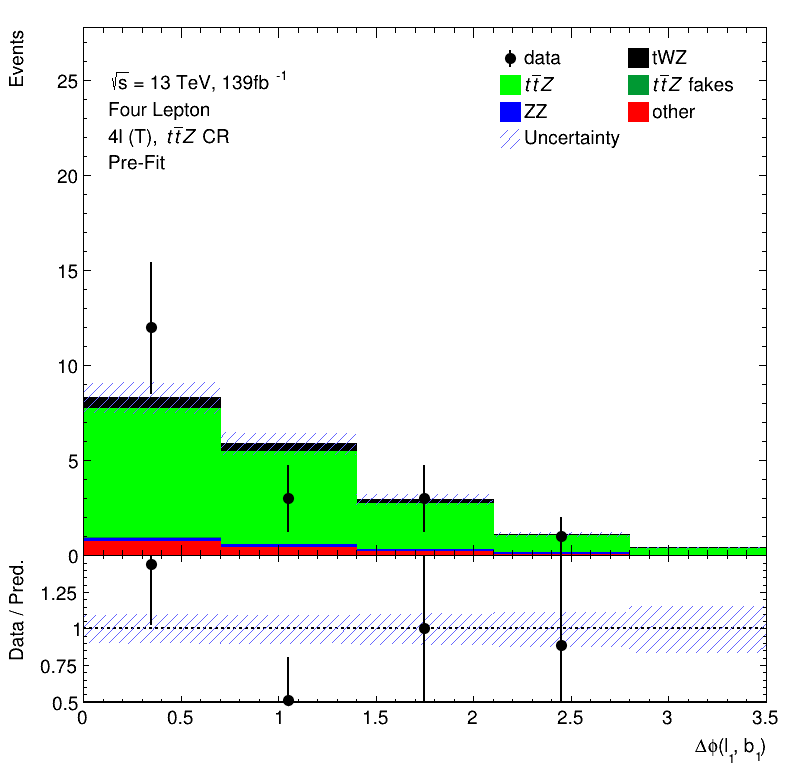 Events
25
20
15
10
5
0
√s = 13 TeV, 139fb⁻¹
Four Lepton
4l (T), tt̅Z CR
Pre-Fit
data
tWZ
tt̅Z
tt̅Z fakes
ZZ
other
Uncertainty
Data / Pred.
1.25
1
0.75
0.5
0 0.5 1 1.5 2 2.5 3 3.5
Δϕ(l₁, b₁)